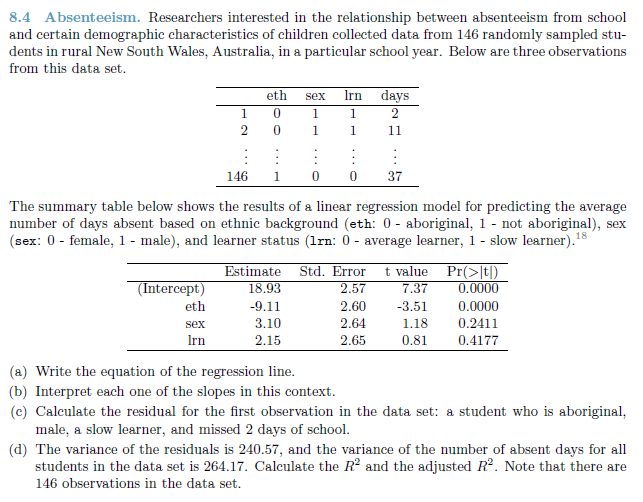 8.4 Absenteeism. Researchers interested in the relationship between absenteeism from school
and certain demographic characteristics of children collected data from 146 randomly sampled stu-
dents in rural New South Wales, Australia, in a particular school year. Below are three observations
from this data set.
eth sex lrn days
1 0 1 1 2
2 0 1 1 11
⋮ ⋮ ⋮ ⋮ ⋮
146 1 0 0 37
The summary table below shows the results of a linear regression model for predicting the average
number of days absent based on ethnic background (eth: 0 - aboriginal, 1 - not aboriginal), sex
(sex: 0 - female, 1 - male), and learner status (lrn: 0 - average learner, 1 - slow learner).18
Estimate Std. Error t value Pr(>|t|)
(Intercept) 18.93 2.57 7.37 0.0000
eth -9.11 2.60 -3.51 0.0000
sex 3.10 2.64 1.18 0.2411
lrn 2.15 2.65 0.81 0.4177
(a) Write the equation of the regression line.
(b) Interpret each one of the slopes in this context.
(c) Calculate the residual for the first observation in the data set: a student who is aboriginal,
male, a slow learner, and missed 2 days of school.
(d) The variance of the residuals is 240.57, and the variance of the number of absent days for all
students in the data set is 264.17. Calculate the R² and the adjusted R². Note that there are
146 observations in the data set.